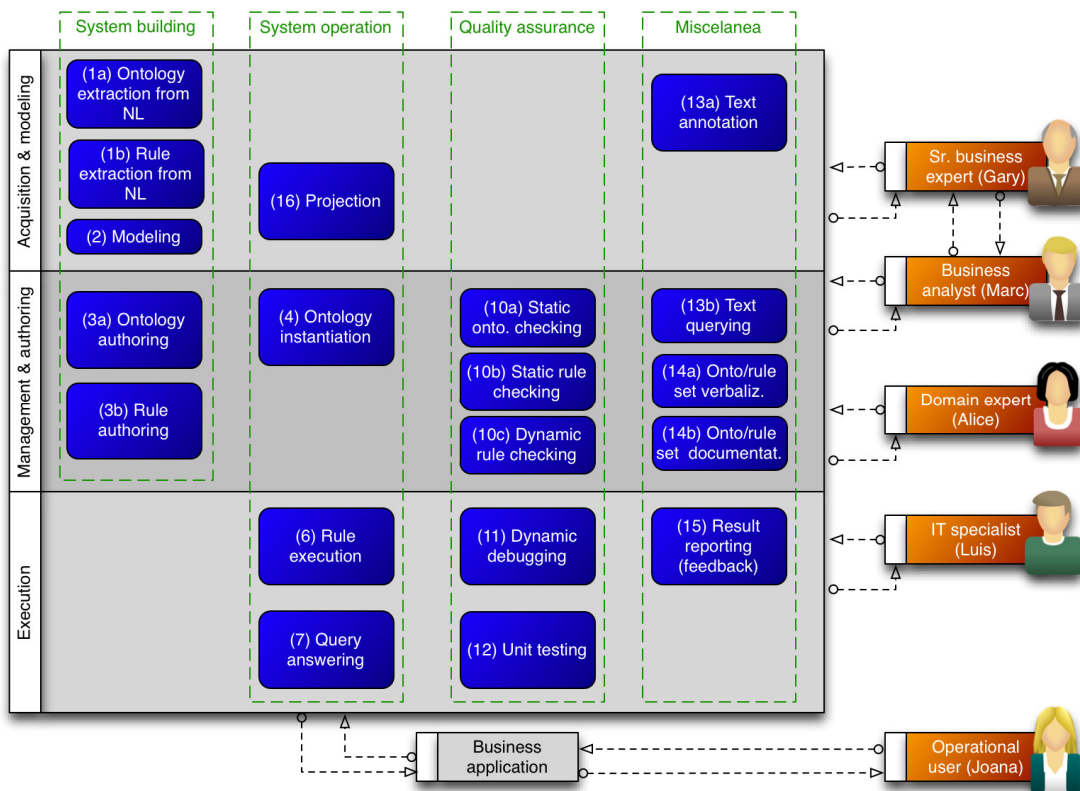 System building
System operation
Quality assurance
Miscelanea
Acquisition & modeling
(1a) Ontology
extraction from
NL
(1b) Rule
extraction from
NL
(2) Modeling
(16) Projection
(13a) Text
annotation
Management & authoring
(3a) Ontology
authoring
(3b) Rule
authoring
(4) Ontology
instantiation
(10a) Static
onto. checking
(10b) Static rule
checking
(10c) Dynamic
rule checking
(13b) Text
querying
(14a) Onto/rule
set verbaliz.
(14b) Onto/rule
set documentat.
Execution
(6) Rule
execution
(7) Query
answering
(11) Dynamic
debugging
(12) Unit testing
(15) Result
reporting
(feedback)
Sr. business
expert (Gary)
Business
analyst (Marc)
Domain expert
(Alice)
IT specialist
(Luis)
Business
application
Operational
user (Joana)